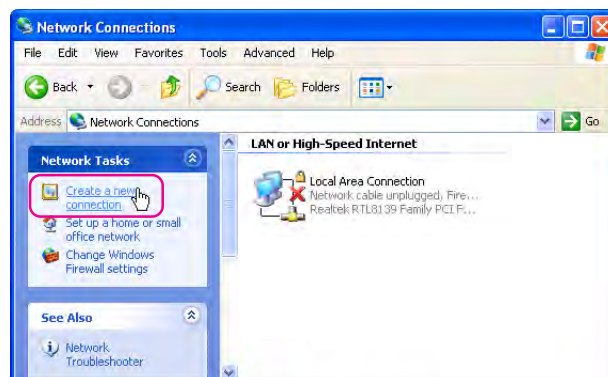 Network Connections
File Edit View Favorites Tools Advanced Help
Back Search Folders
Address Network Connections Go
Network Tasks
Create a new
connection
Set up a home or small
office network
Change Windows
Firewall settings
See Also
Network
Troubleshooter
LAN or High-Speed Internet
Local Area Connection
Network cable unplugged, Fire...
Realtek RTL8139 Family PCI F...